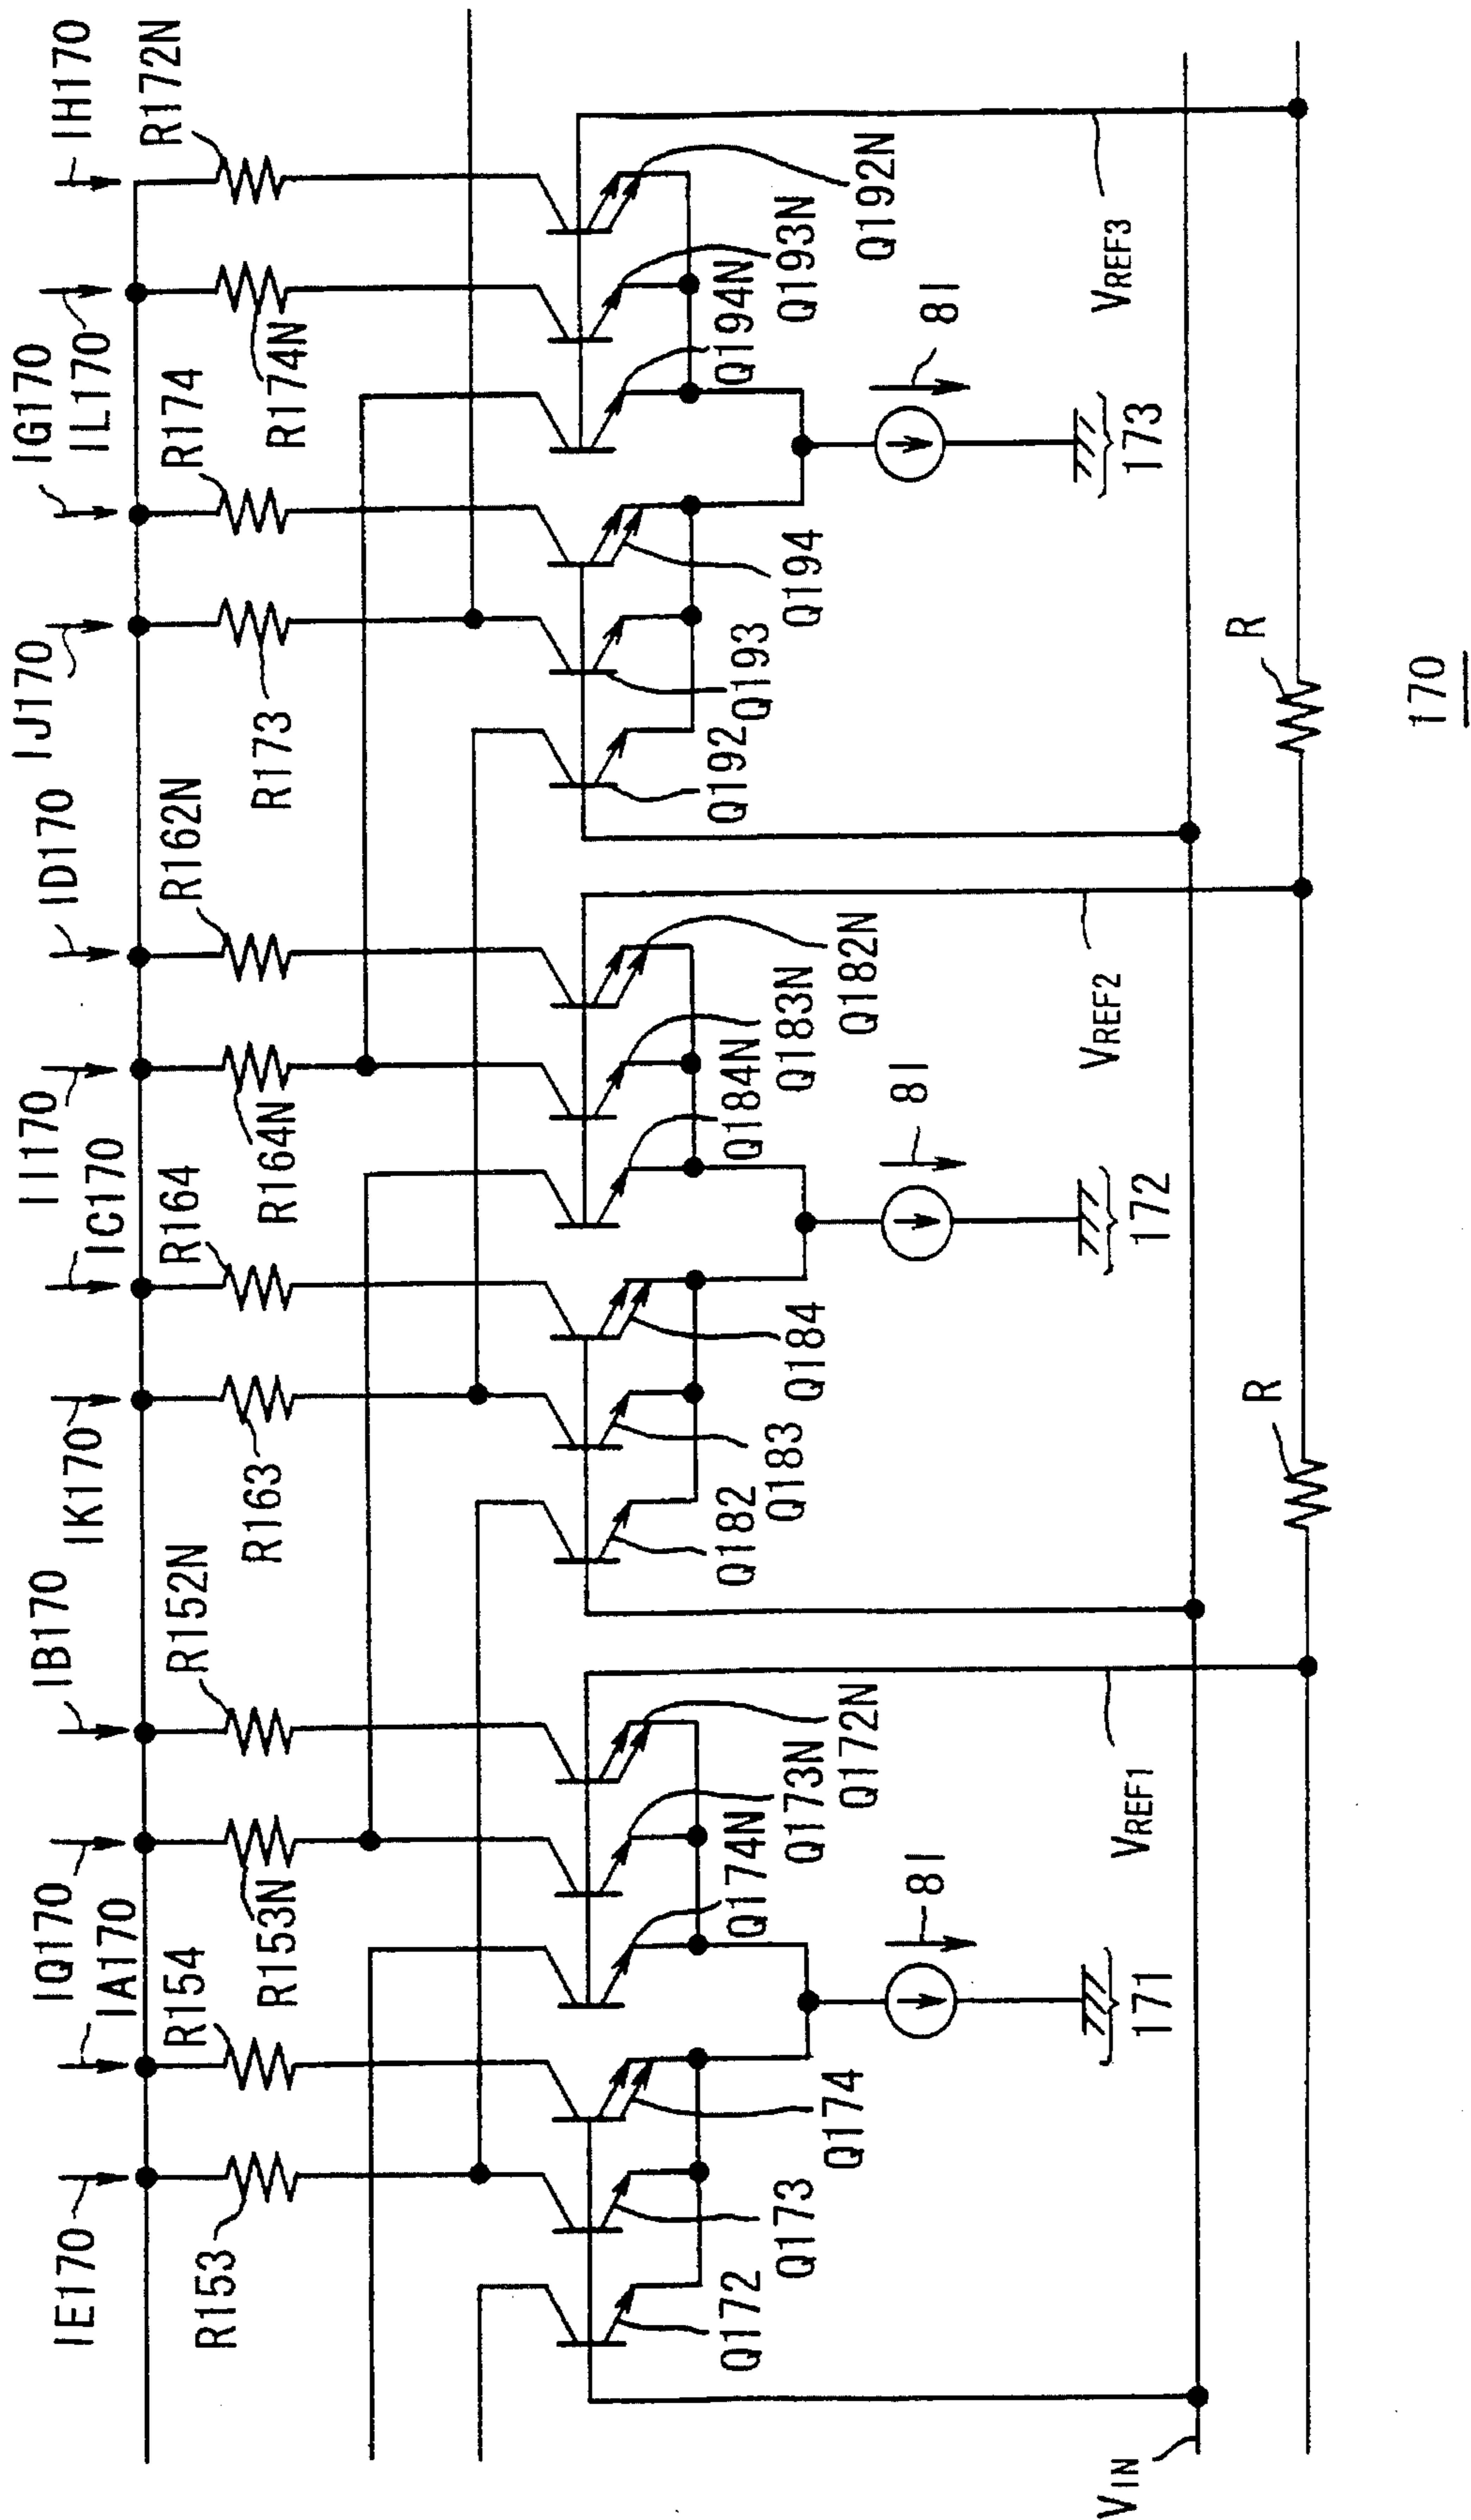 IE170
IQ170
IA170
IB170
IK170
II170
IC170
ID170
IJ170
IG170
IL170
IH170
R153
R154
R153N
R152N
R163
R164
R164N
R162N
R173
R174
R174N
R172N
Q172
Q173
Q174
Q174N
Q173N
Q172N
Q182
Q183
Q184
Q184N
Q183N
Q182N
Q192
Q193
Q194
Q194N
Q193N
Q192N
8I
8I
8I
171
172
173
VREF1
VREF2
VREF3
VIN
R
R
170